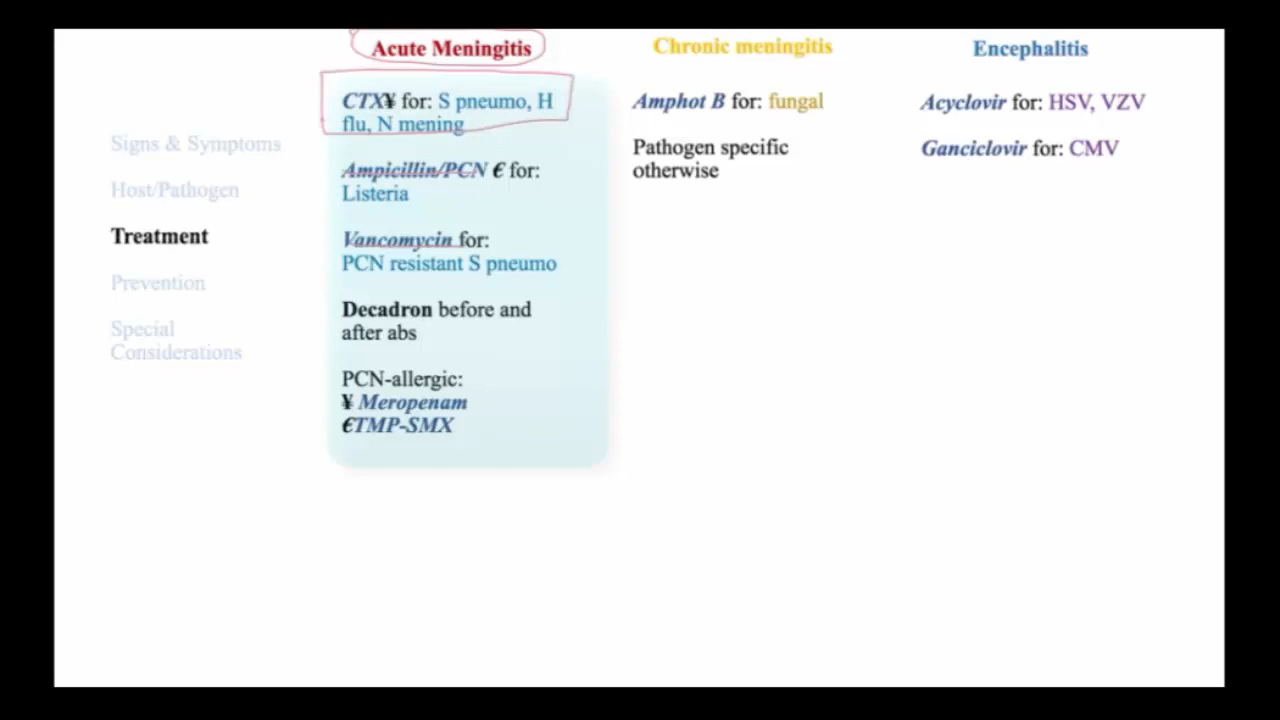 Acute Meningitis
Chronic meningitis
Encephalitis
Signs & Symptoms
Host/Pathogen
Treatment
Prevention
Special
Considerations
CTX¥ for: S pneumo, H
flu, N mening
Ampicillin/PCN € for:
Listeria
Vancomycin for:
PCN resistant S pneumo
Decadron before and
after abs
PCN-allergic:
¥ Meropenam
€TMP-SMX
Amphot B for: fungal
Pathogen specific
otherwise
Acyclovir for: HSV, VZV
Ganciclovir for: CMV